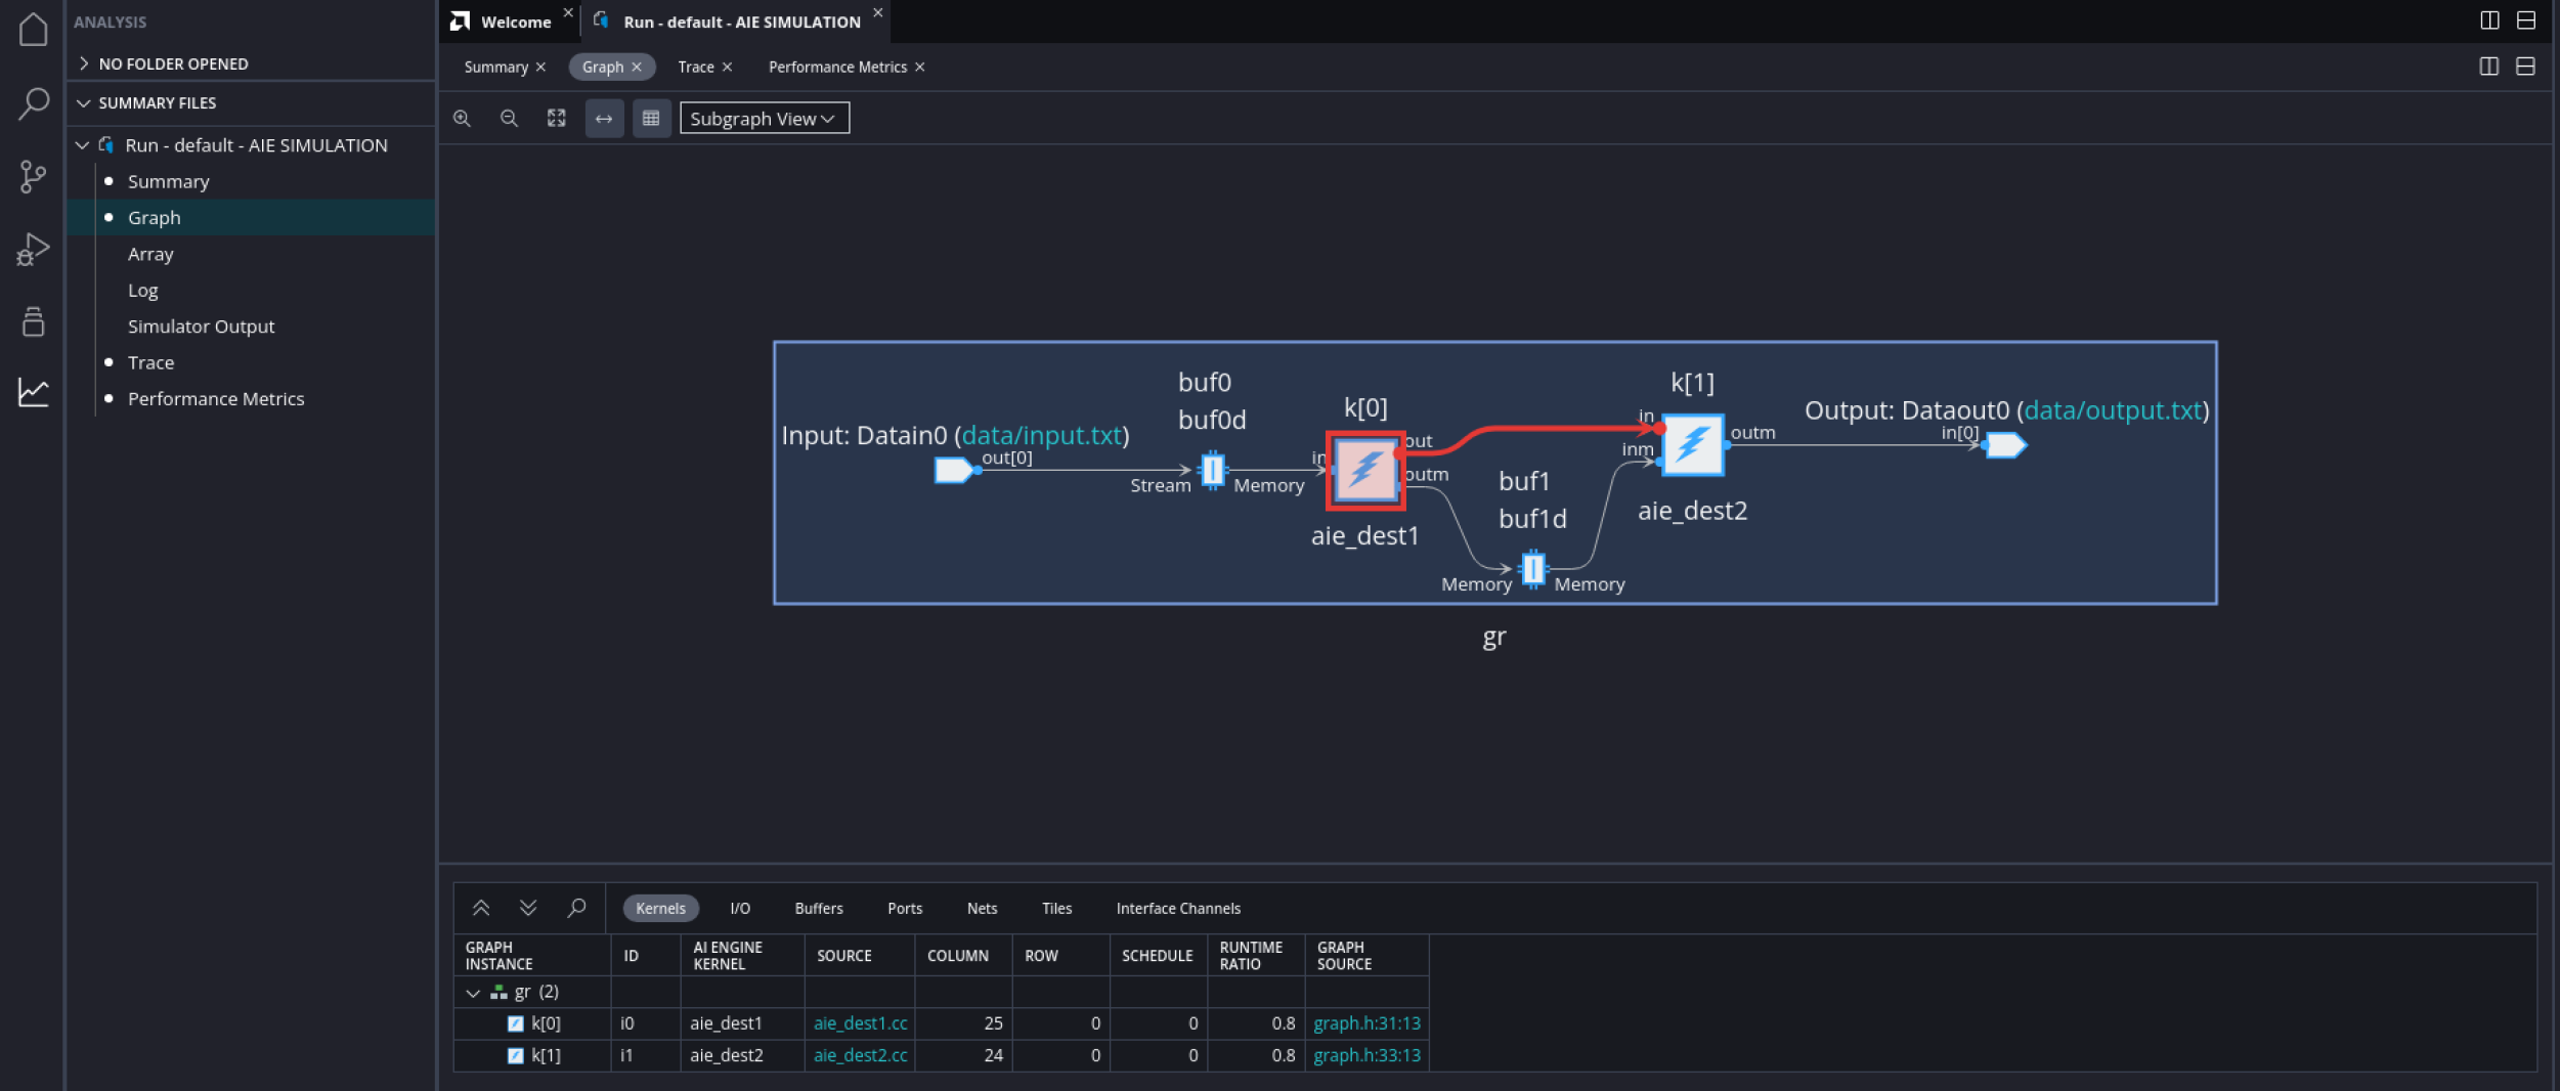 ANALYSIS
NO FOLDER OPENED
SUMMARY FILES
Run - default - AIE SIMULATION
Summary
Graph
Array
Log
Simulator Output
Trace
Performance Metrics
Welcome
Run - default - AIE SIMULATION
Summary Graph Trace Performance Metrics
Subgraph View
Input: Datain0 (data/input.txt)
out[0]
buf0
buf0d
Stream Memory
k[0]
in
out
outm
aie_dest1
buf1
buf1d
Memory Memory
k[1]
in
inm
outm
aie_dest2
Output: Dataout0 (data/output.txt)
in[0]
gr
Kernels I/O Buffers Ports Nets Tiles Interface Channels
GRAPH INSTANCE ID AI ENGINE KERNEL SOURCE COLUMN ROW SCHEDULE RUNTIME RATIO GRAPH SOURCE
gr (2)
k[0] i0 aie_dest1 aie_dest1.cc 25 0 0 0.8 graph.h:31:13
k[1] i1 aie_dest2 aie_dest2.cc 24 0 0 0.8 graph.h:33:13